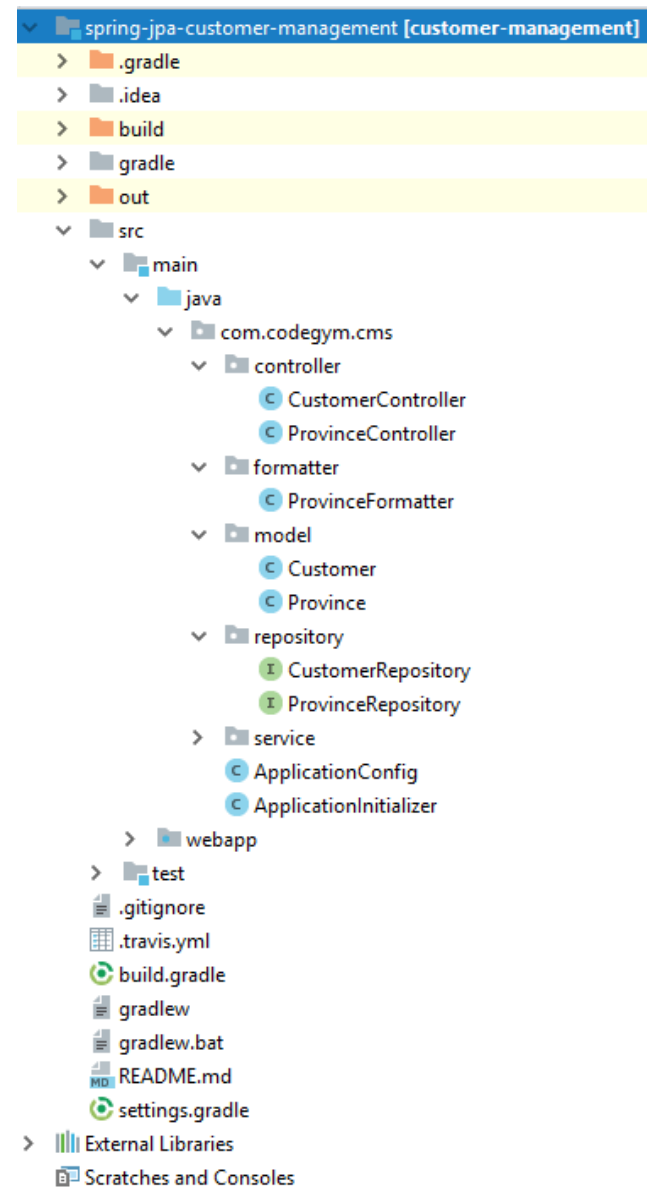 spring-jpa-customer-management [customer-management]
.gradle
.idea
build
gradle
out
src
main
java
com.codegym.cms
controller
C CustomerController
C ProvinceController
formatter
C ProvinceFormatter
model
C Customer
C Province
repository
I CustomerRepository
I ProvinceRepository
service
C ApplicationConfig
C ApplicationInitializer
webapp
test
.gitignore
.travis.yml
build.gradle
gradlew
gradlew.bat
MD README.md
settings.gradle
External Libraries
Scratches and Consoles